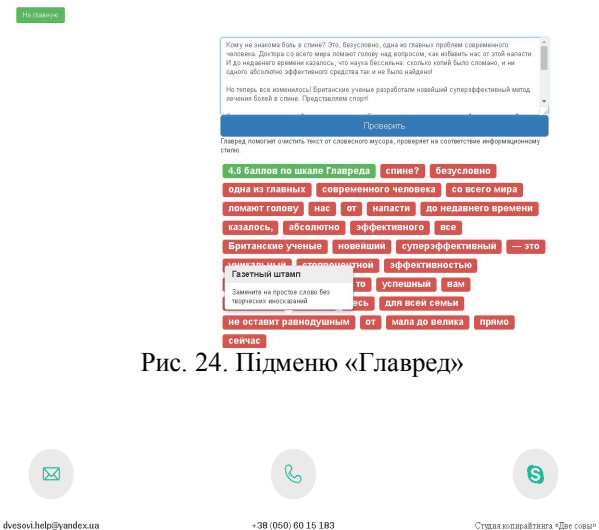 На главную
Кому не знакома боль в спине? Это, безусловно, одна из главных проблем современного
человека. Доктора со всего мира ломают голову над вопросом, как избавить нас от этой напасти.
И до недавнего времени казалось, что наука бессильна: сколько копий было сломано, и ни
одного абсолютно эффективного средства так и не было найдено!
Но теперь все изменилось! Британские ученые разработали новейший суперэффективный метод
лечения болей в спине. Представляем спорт!
Проверить
Главред помогает очистить текст от словесного мусора, проверяет на соответствие информационному
стилю.
4.6 баллов по шкале Главреда спине? безусловно
одна из главных современного человека со всего мира
ломают голову нас от напасти до недавнего времени
казалось, абсолютно эффективного все
Британские ученые новейший суперэффективный — это
уникальный стопроцентной эффективностью
Газетный штамп
то успешный вам
Замените на простое слово без
творческих иносказаний
для всей семьи
не оставит равнодушным от мала до велика прямо
сейчас
Рис. 24. Підменю «Главред»
dvesovi.help@yandex.ua
+38 (050) 60 15 183
Студия копирайтинга «Две совы»